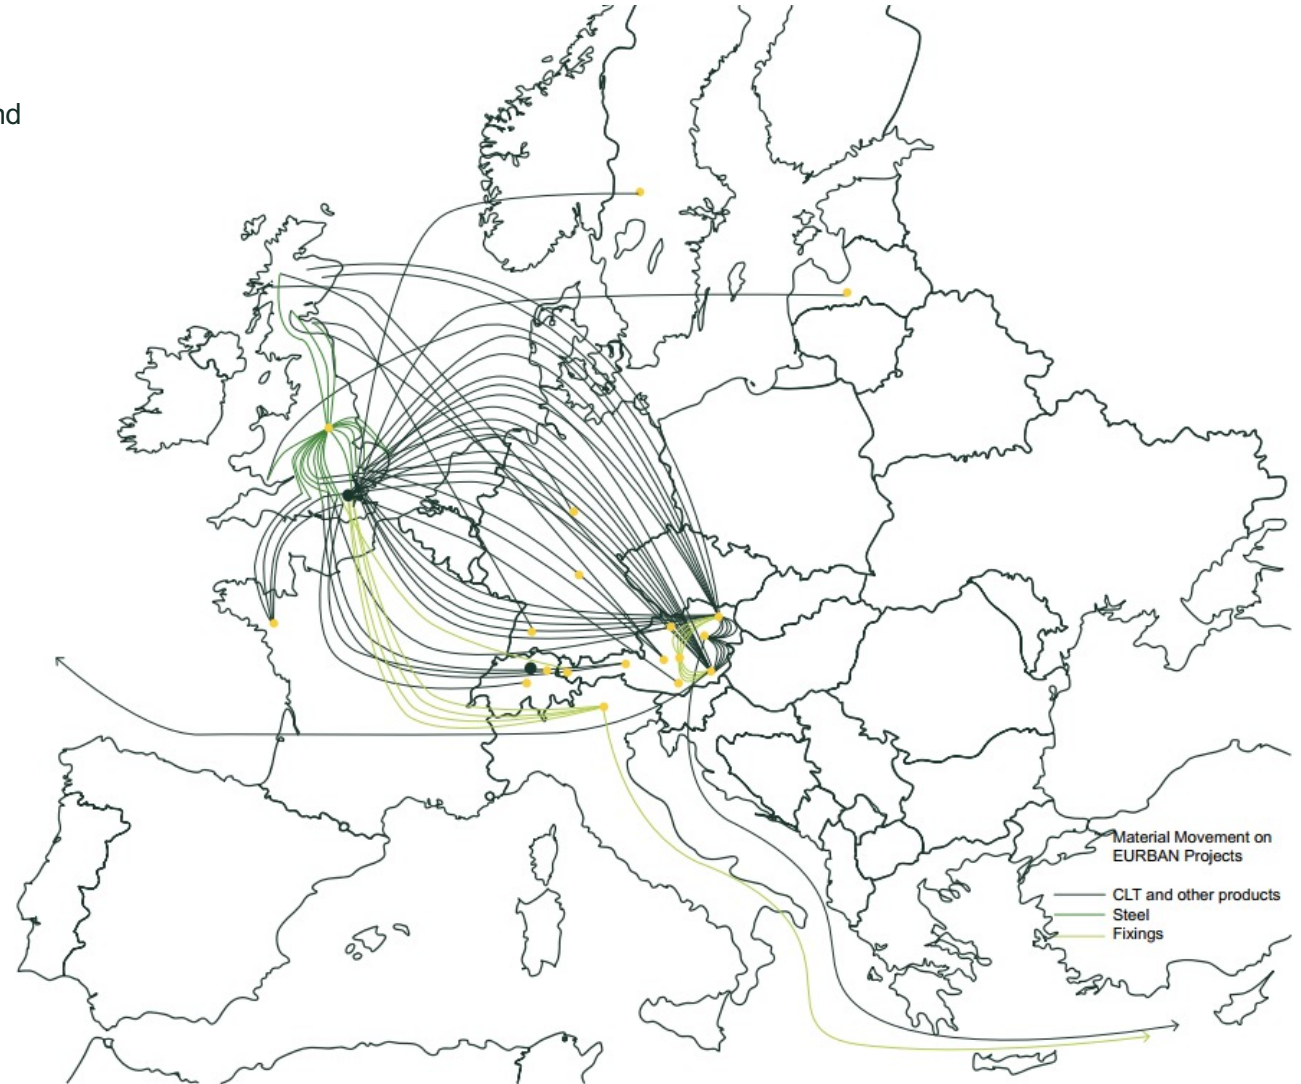 nd
Material Movement on
EURBAN Projects
CLT and other products
Steel
Fixings